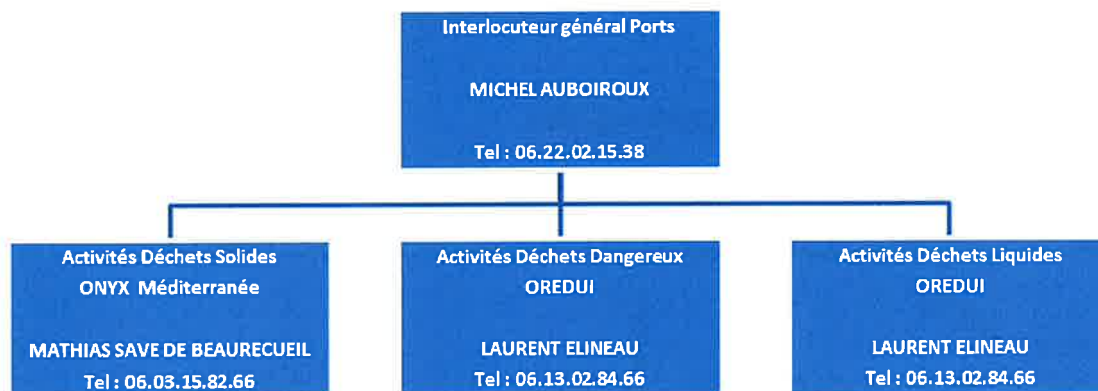 Interlocuteur général Ports
MICHEL AUBOIROUX
Tel : 06.22.02.15.38
Activités Déchets Solides
ONYX Méditerranée
MATHIAS SAVE DE BEAURECUEIL
Tel : 06.03.15.82.66
Activités Déchets Dangereux
OREDUI
LAURENT ELINEAU
Tel : 06.13.02.84.66
Activités Déchets Liquides
OREDUI
LAURENT ELINEAU
Tel : 06.13.02.84.66